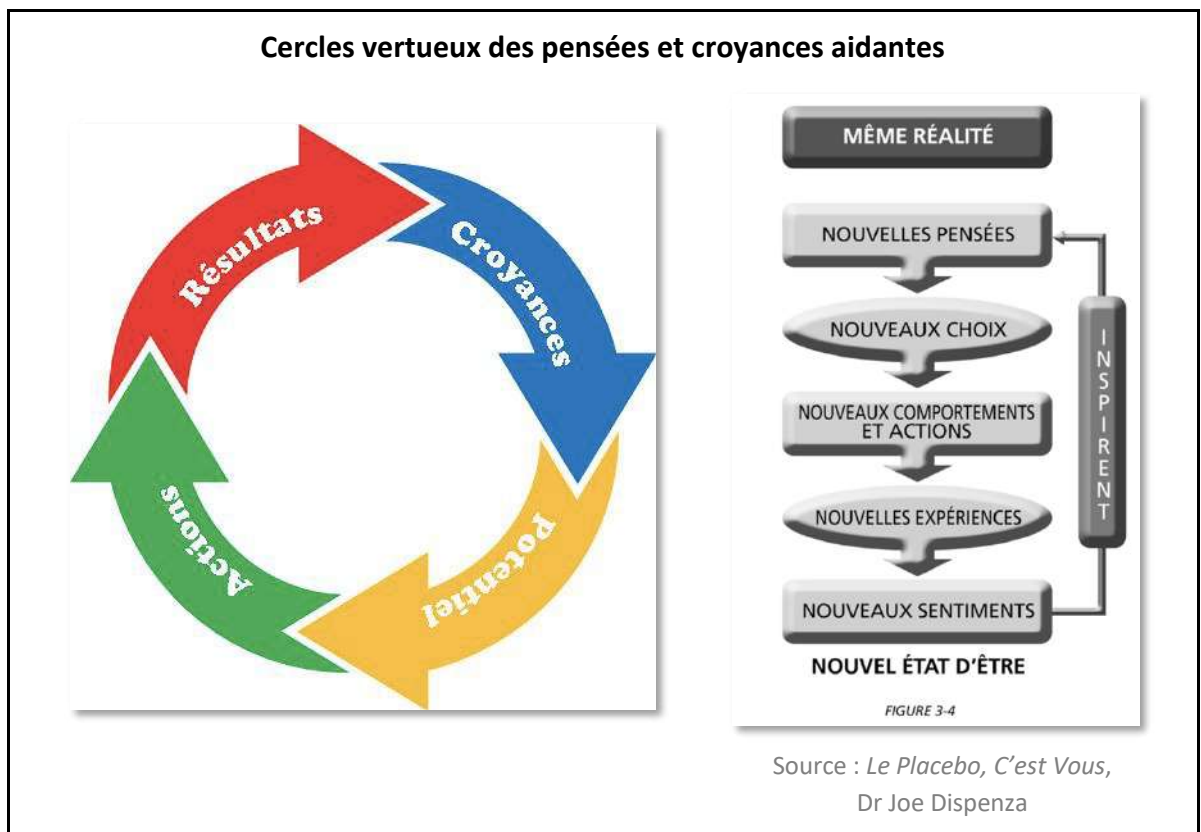 Cercles vertueux des pensées et croyances aidantes
Résultats
Croyances
Potentiel
Actions
MÊME RÉALITÉ
NOUVELLES PENSÉES
NOUVEAUX CHOIX
NOUVEAUX COMPORTEMENTS
ET ACTIONS
NOUVELLES EXPÉRIENCES
NOUVEAUX SENTIMENTS
INSPIRENT
NOUVEL ÉTAT D'ÊTRE
FIGURE 3-4
Source : Le Placebo, C'est Vous,
Dr Joe Dispenza